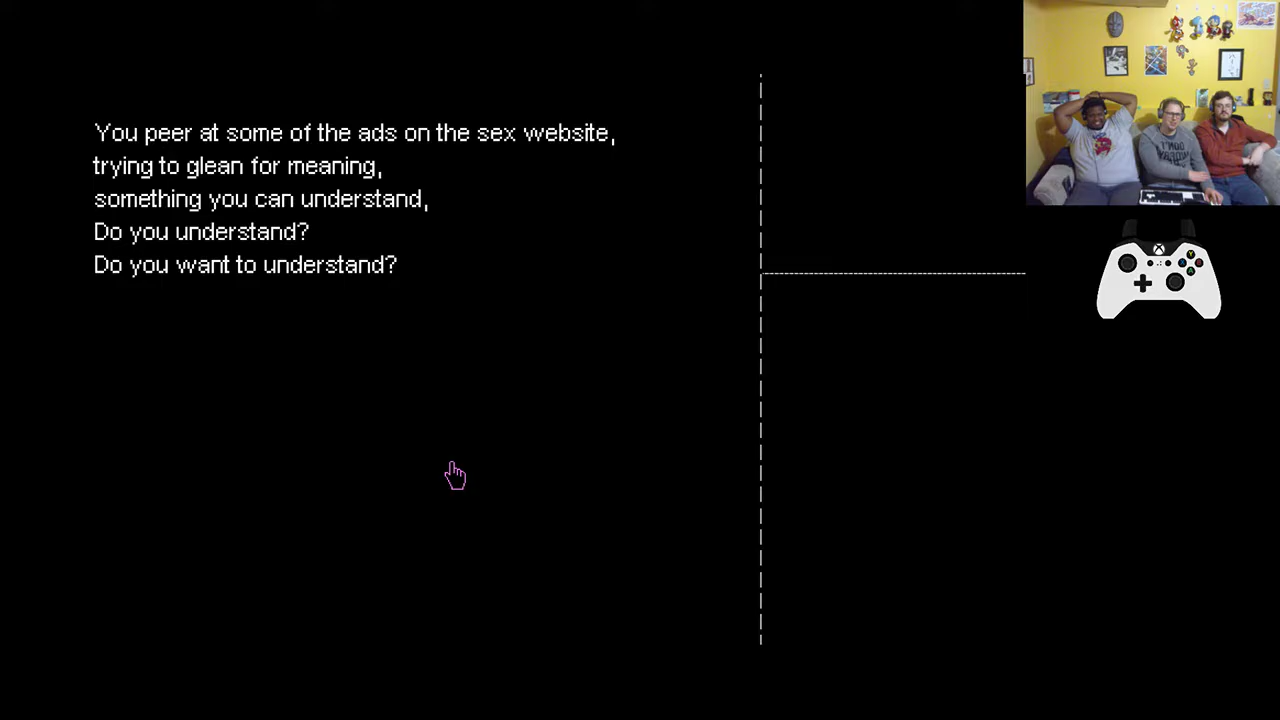 You peer at some of the ads on the sex website,
trying to glean for meaning,
something you can understand,
Do you understand?
Do you want to understand?